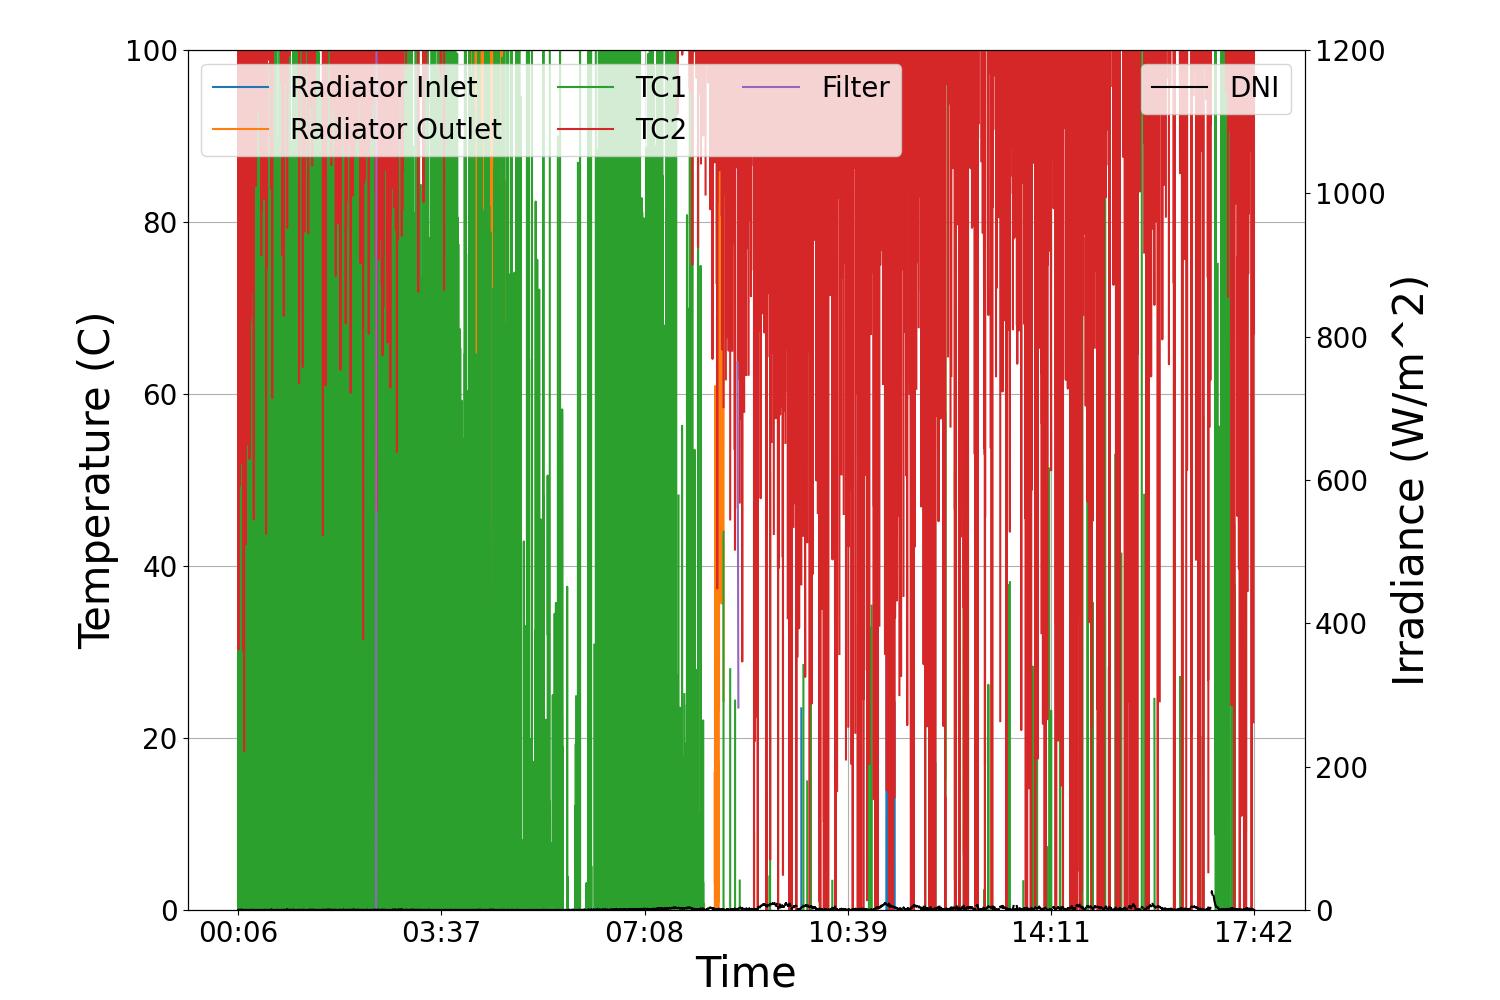 100
80
60
40
20
0
Temperature (C)
Radiator Inlet
Radiator Outlet
TC1
TC2
Filter
DNI
1200
1000
800
600
400
200
0
Irradiance (W/m^2)
00:06
03:37
07:08
10:39
14:11
17:42
Time